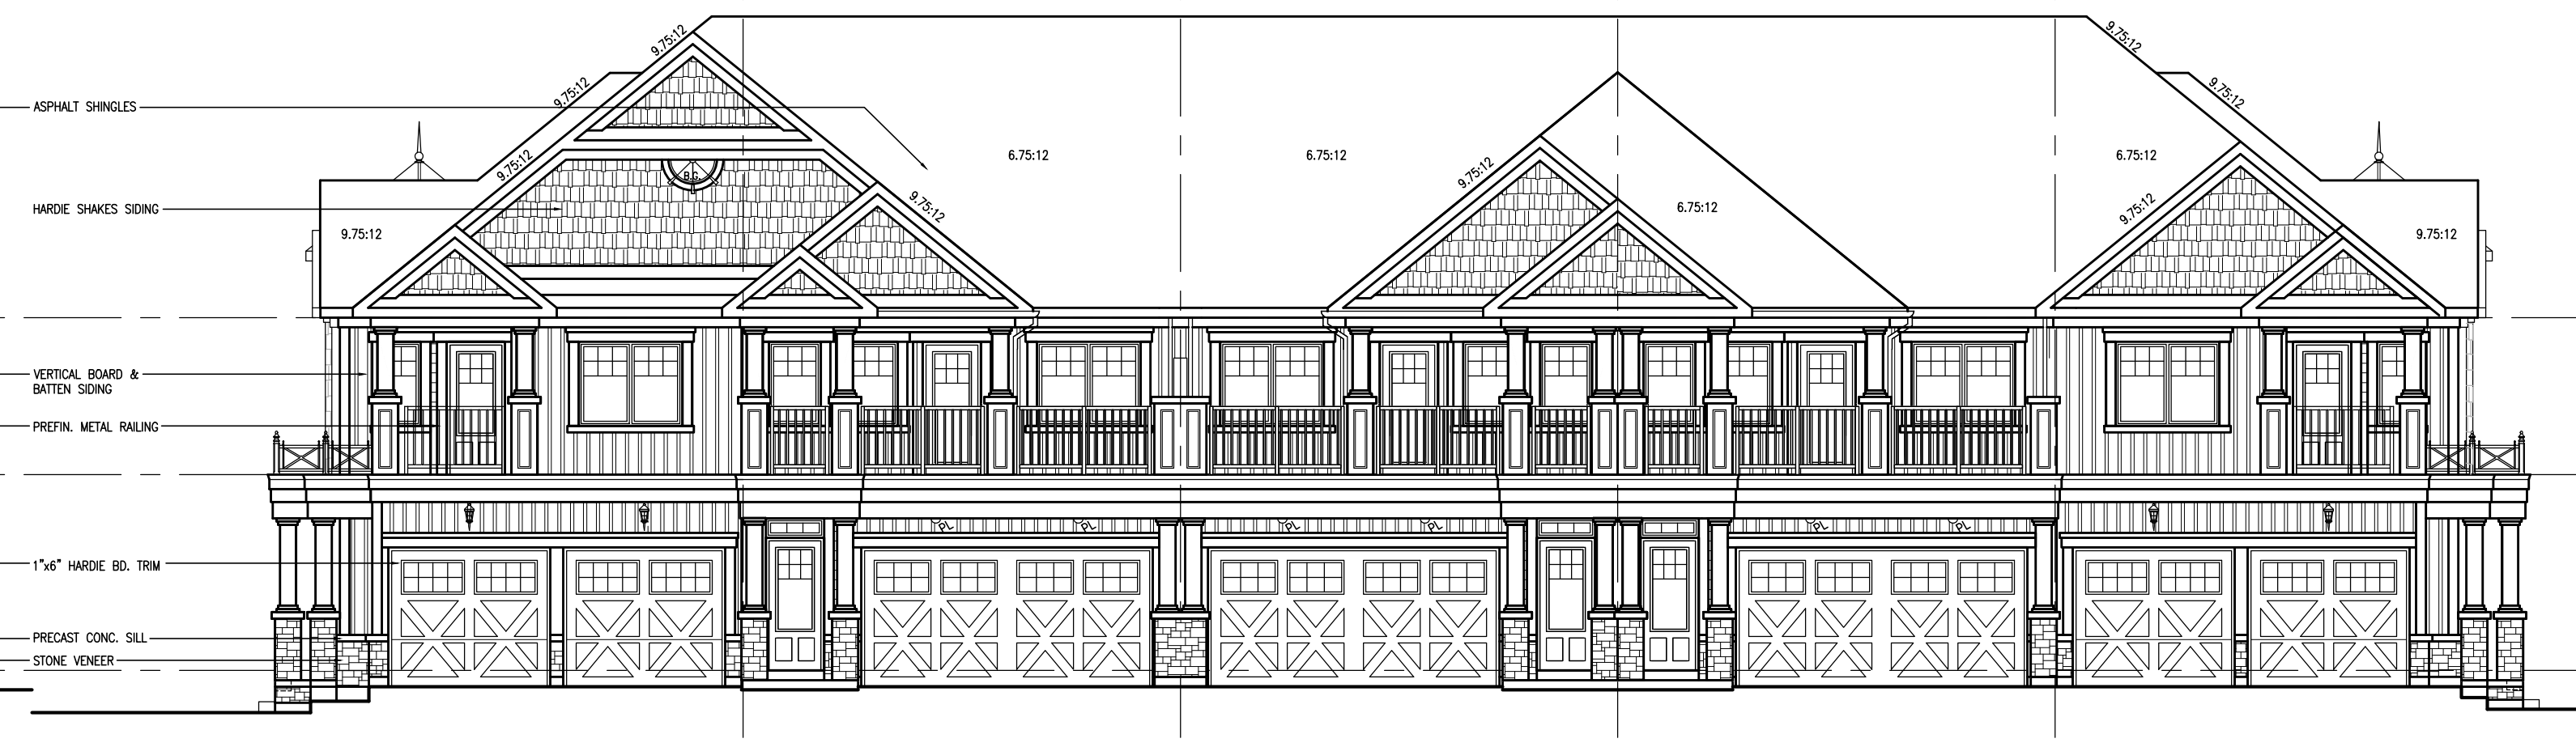 9.75:12
9.75:12
9.75:12
9.75:12
ASPHALT SHINGLES
9.75:12
6.75:12
6.75:12
6.75:12
9.75:12
B.G.
HARDIE SHAKES SIDING
9.75:12
9.75:12
6.75:12
9.75:12
9.75:12
9.75:12
VERTICAL BOARD &
BATTEN SIDING
PREFIN. METAL RAILING
PL
PL
PL
PL
PL
PL
1"x6" HARDIE BD. TRIM
PRECAST CONC. SILL
STONE VENEER